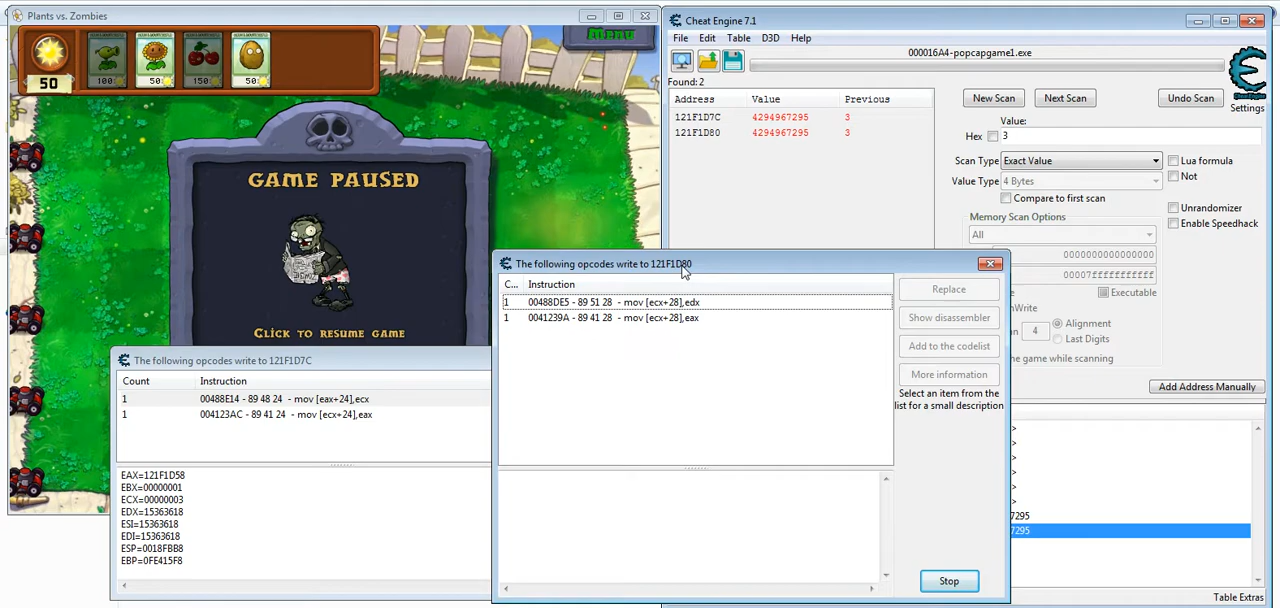 Plants vs. Zombies
50
100
50
150
50
Menu
GAME PAUSED
CLICK TO RESUME GAME
Cheat Engine 7.1
File Edit Table D3D Help
000016A4-popcapgame1.exe
Found:2
Address Value Previous
121F1D7C 4294967295 3
121F1D80 4294967295 3
New Scan Next Scan Undo Scan
Settings
Value:
Hex 3
Scan Type Exact Value
Lua formula
Not
Value Type 4 Bytes
Compare to first scan
Memory Scan Options
All
Unrandomizer
Enable Speedhack
0000000000000000
00007fffffffffff
Write Executable
4 Alignment
Last Digits
the game while scanning
Add Address Manually
7295
7295
Table Extras
The following opcodes write to 121F1D80
C... Instruction
1 00488DE5 - 89 51 28 - mov [ecx+28],edx
1 0041239A - 89 41 28 - mov [ecx+28],eax
Replace
Show disassembler
Add to the codelist
More information
Select an item from the
list for a small description
Stop
The following opcodes write to 121F1D7C
Count Instruction
1 00488E14 - 89 48 24 - mov [eax+24],ecx
1 004123AC - 89 41 24 - mov [ecx+24],eax
EAX=121F1D58
EBX=00000001
ECX=00000003
EDX=15363618
ESI=15363618
EDI=15363618
ESP=0018FBB8
EBP=0FE415F8